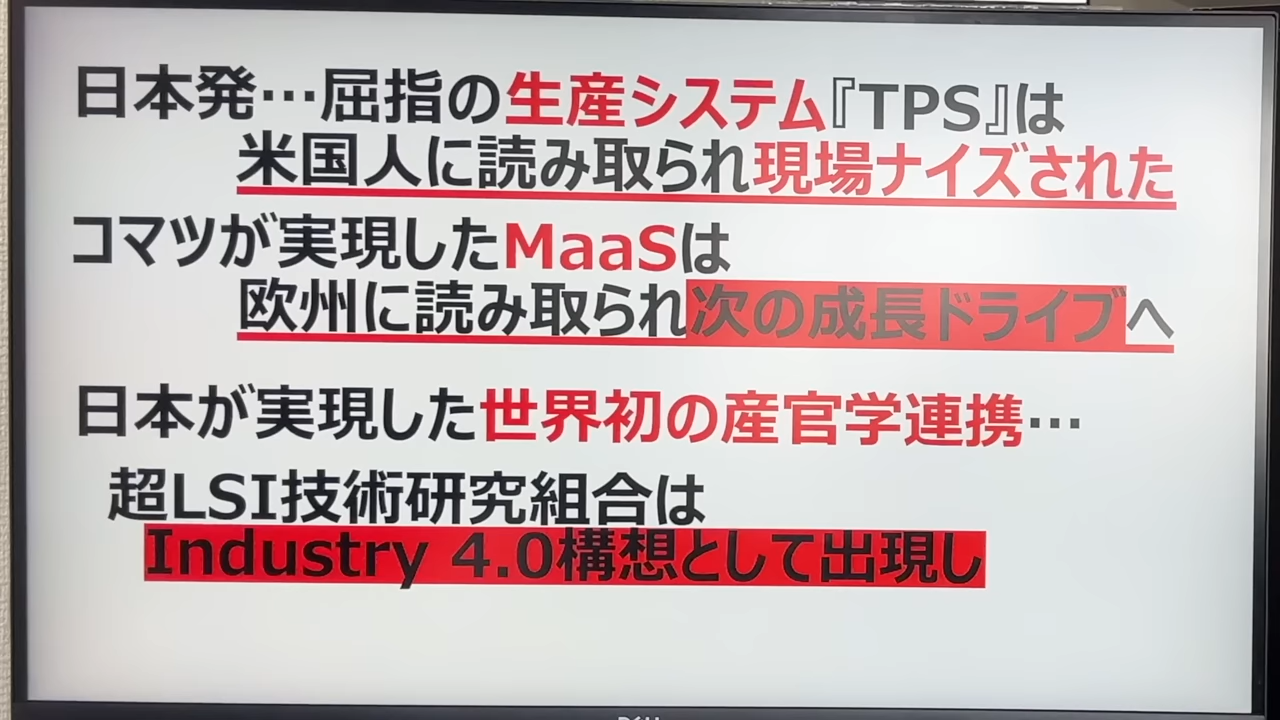 日本発…屈指の生産システム『TPS』は
米国人に読み取られ現場ナイズされた
コマツが実現したMaaSは
欧州に読み取られ次の成長ドライブへ
日本が実現した世界初の産官学連携…
超LSI技術研究組合は
Industry 4.0構想として出現し